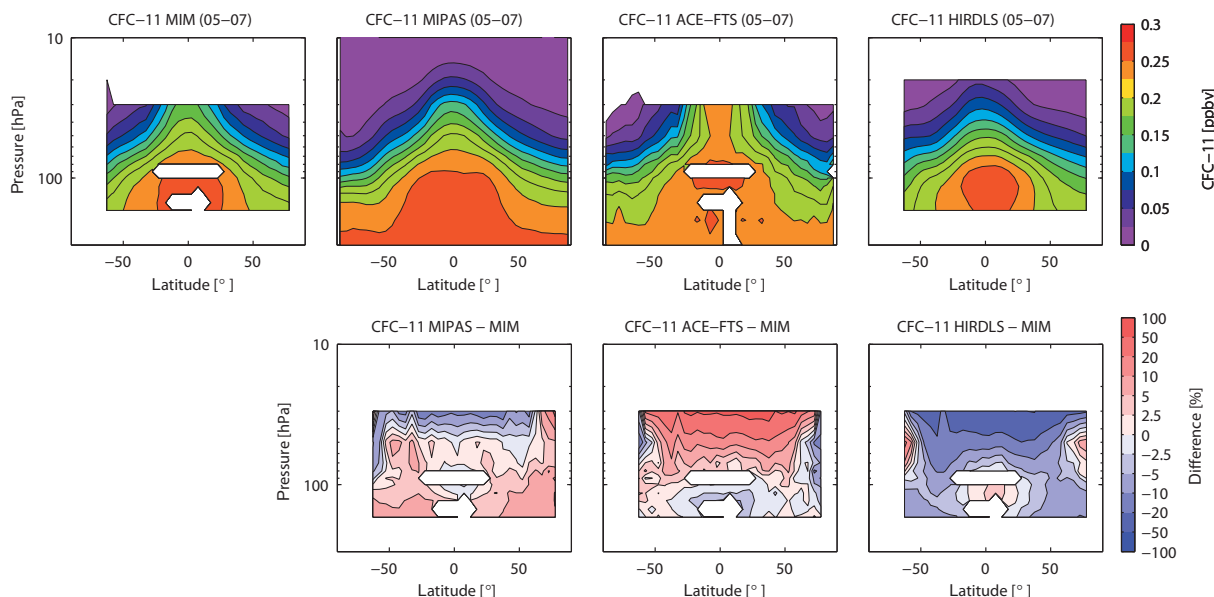 CFC−11 MIM (05−07)
CFC−11 MIPAS (05−07)
CFC−11 ACE−FTS (05−07)
CFC−11 HIRDLS (05−07)
10
100
Pressure [hPa]
−50 0 50
Latitude [° ]
−50 0 50
Latitude [° ]
−50 0 50
Latitude [° ]
−50 0 50
Latitude [° ]
0.3
0.25
0.2
0.15
0.1
0.05
0
CFC−11 [ppbv]
CFC−11 MIPAS − MIM
CFC−11 ACE−FTS − MIM
CFC−11 HIRDLS − MIM
10
100
Pressure [hPa]
−50 0 50
Latitude [° ]
−50 0 50
Latitude [° ]
−50 0 50
Latitude [° ]
100
50
20
10
5
2.5
0
−2.5
−5
−10
−20
−50
−100
Difference [%]